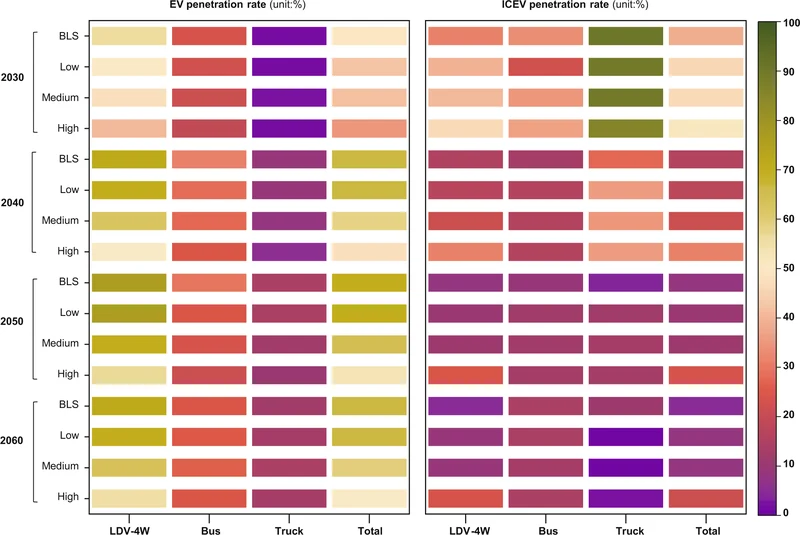 EV penetration rate (unit:%)
ICEV penetration rate (unit:%)
2030
BLS
Low
Medium
High
2040
BLS
Low
Medium
High
2050
BLS
Low
Medium
High
2060
BLS
Low
Medium
High
LDV-4W Bus Truck Total
LDV-4W Bus Truck Total
100
90
80
70
60
50
40
30
20
10
0